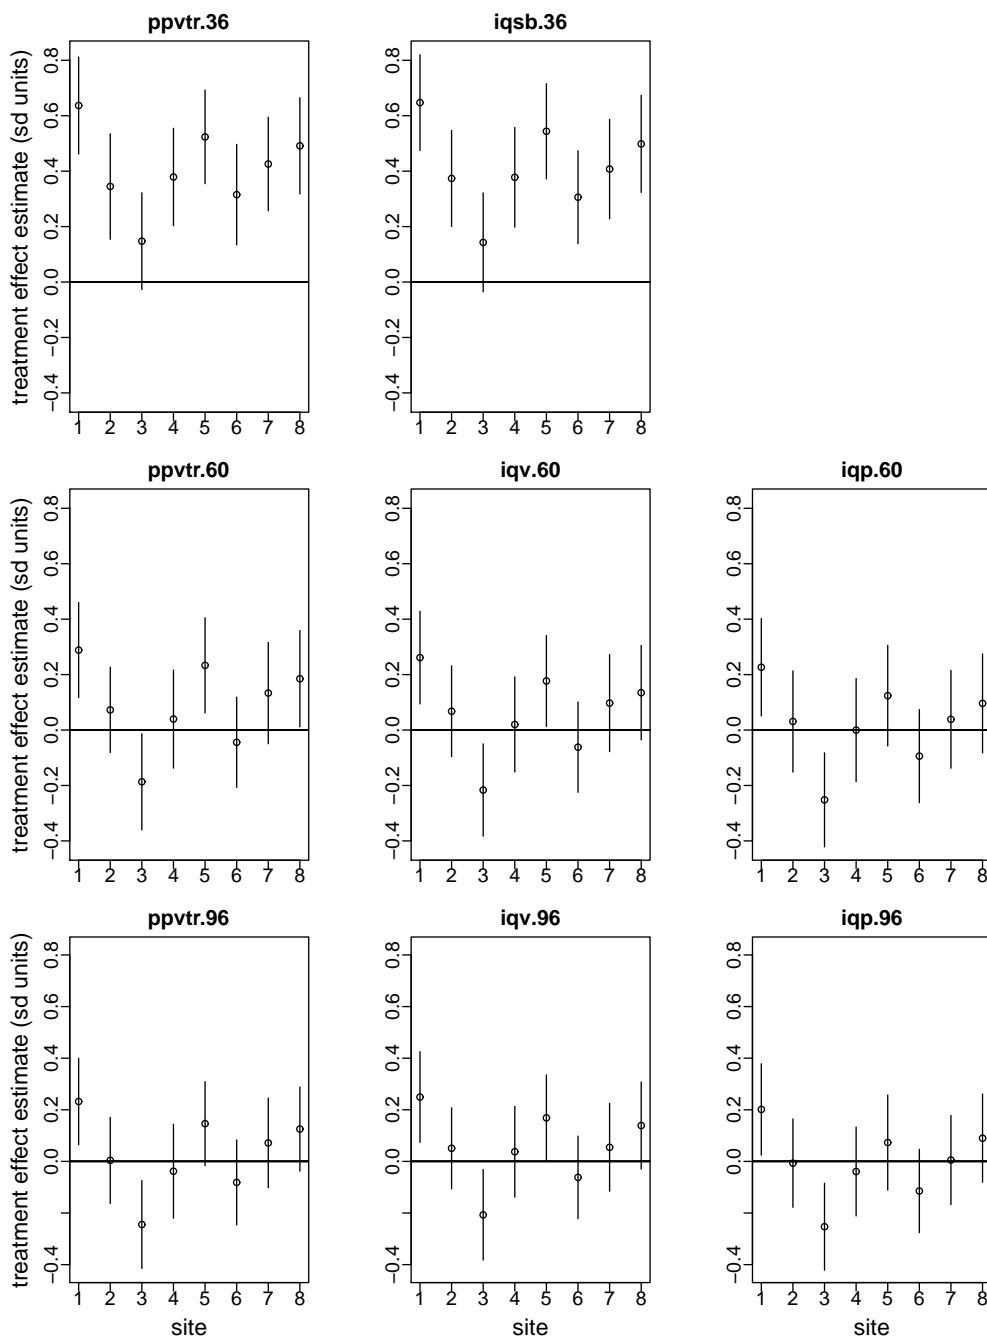 ppvtr.36
treatment effect estimate (sd units)
−0.4 −0.2 0.0 0.2 0.4 0.6 0.8
1 2 3 4 5 6 7 8
iqsb.36
−0.4 −0.2 0.0 0.2 0.4 0.6 0.8
1 2 3 4 5 6 7 8
ppvtr.60
treatment effect estimate (sd units)
−0.4 −0.2 0.0 0.2 0.4 0.6 0.8
1 2 3 4 5 6 7 8
iqv.60
−0.4 −0.2 0.0 0.2 0.4 0.6 0.8
1 2 3 4 5 6 7 8
iqp.60
−0.4 −0.2 0.0 0.2 0.4 0.6 0.8
1 2 3 4 5 6 7 8
ppvtr.96
treatment effect estimate (sd units)
−0.4 0.0 0.2 0.4 0.6 0.8
1 2 3 4 5 6 7 8
site
iqv.96
−0.4 0.0 0.2 0.4 0.6 0.8
1 2 3 4 5 6 7 8
site
iqp.96
−0.4 0.0 0.2 0.4 0.6 0.8
1 2 3 4 5 6 7 8
site